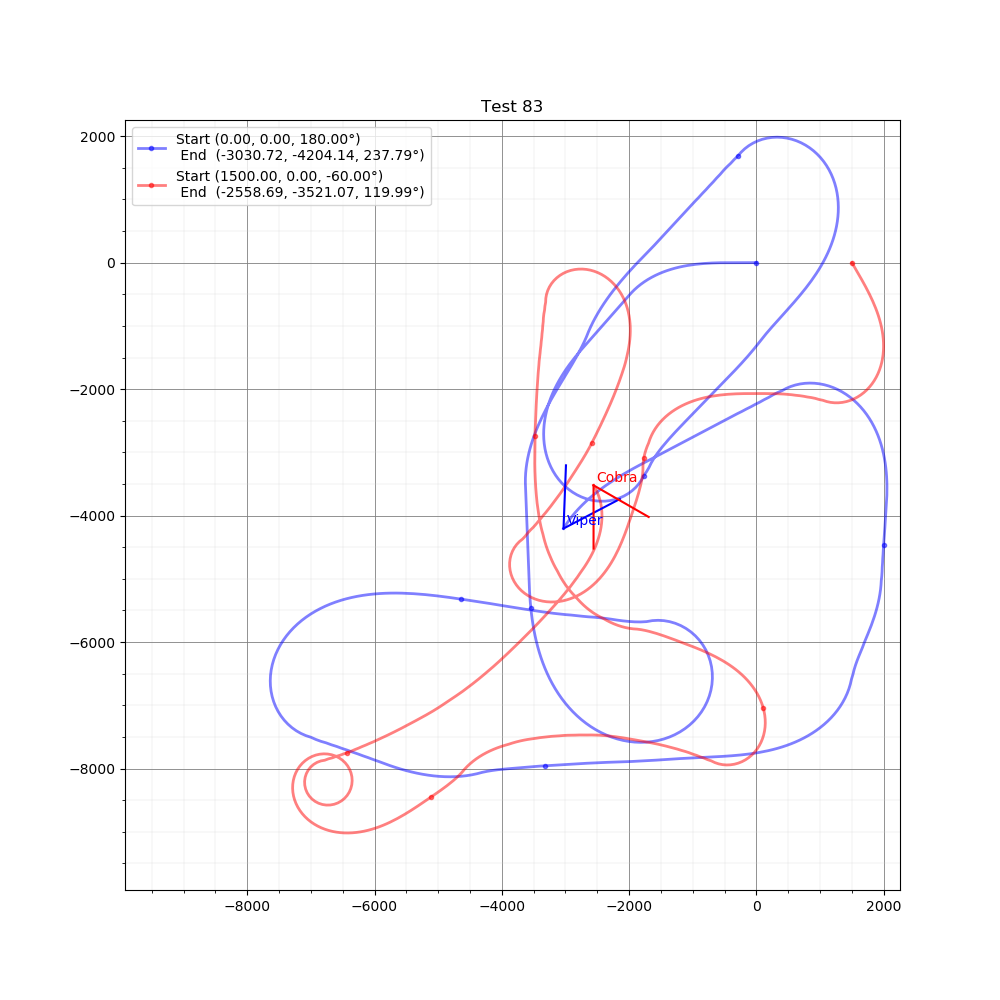 Test 83
Start (0.00, 0.00, 180.00°)
End (-3030.72, -4204.14, 237.79°)
Start (1500.00, 0.00, -60.00°)
End (-2558.69, -3521.07, 119.99°)
2000
0
−2000
−4000
−6000
−8000
Cobra
Viper
−8000 −6000 −4000 −2000 0 2000